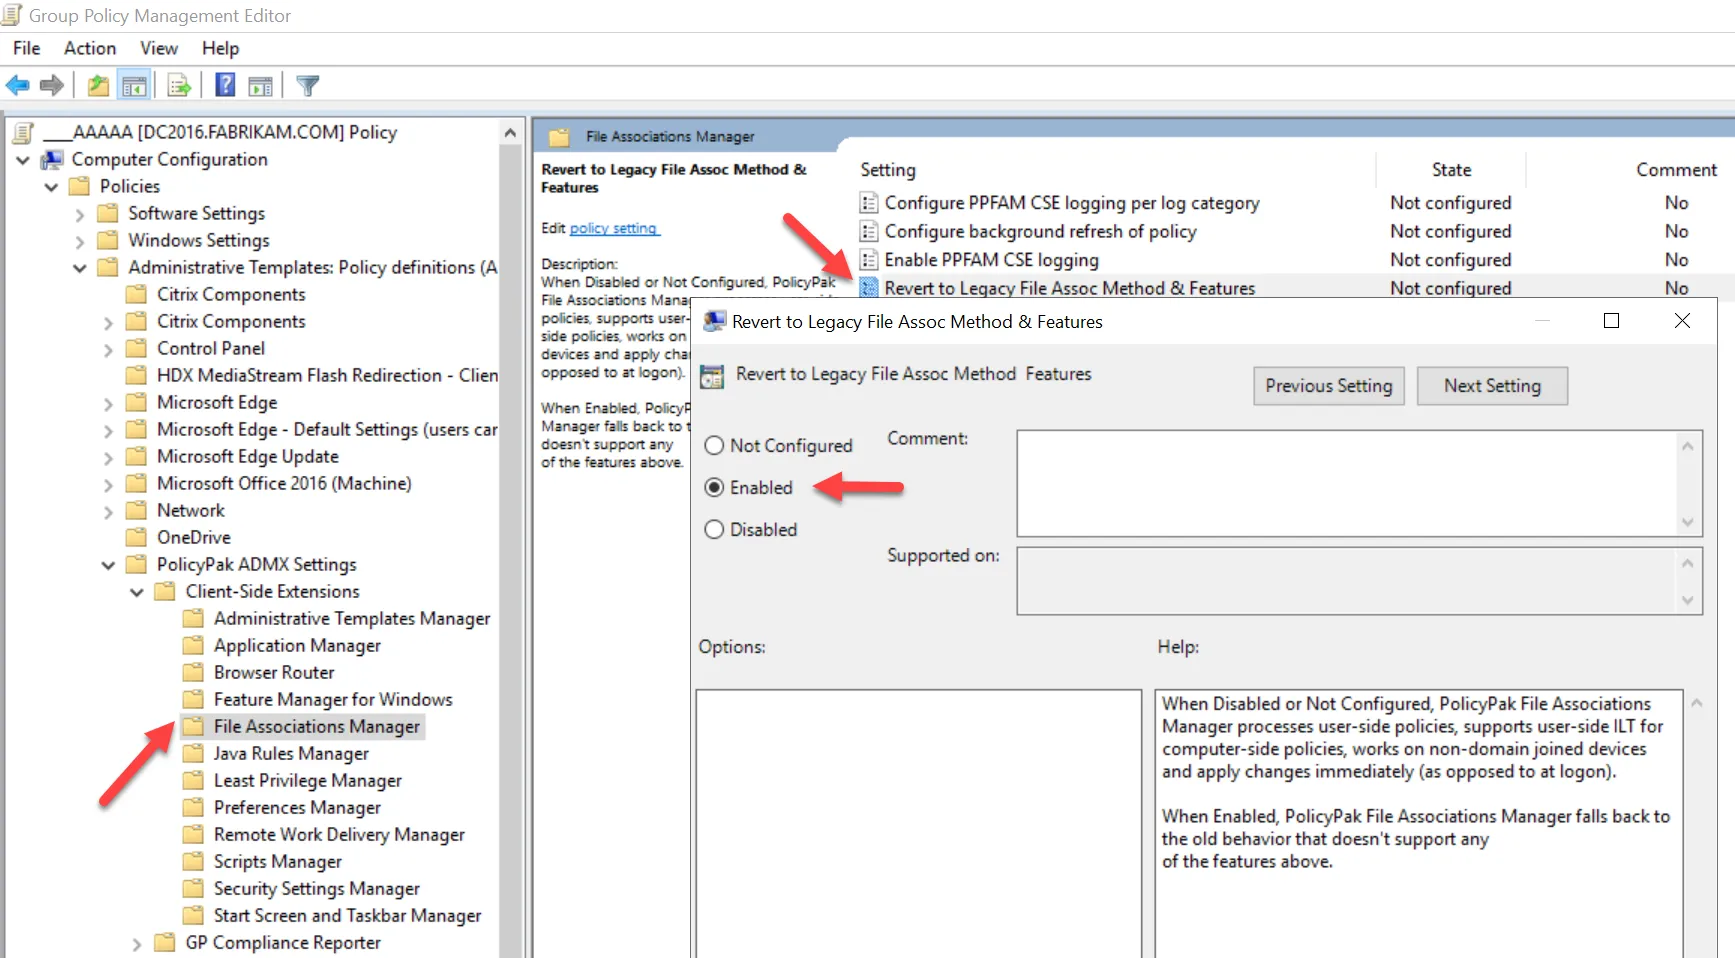 Group Policy Management Editor
File Action View Help
___AAAAA [DC2016.FABRIKAM.COM] Policy
Computer Configuration
Policies
Software Settings
Windows Settings
Administrative Templates: Policy definitions (A
Citrix Components
Citrix Components
Control Panel
HDX MediaStream Flash Redirection - Clien
Microsoft Edge
Microsoft Edge - Default Settings (users can
Microsoft Edge Update
Microsoft Office 2016 (Machine)
Network
OneDrive
PolicyPak ADMX Settings
Client-Side Extensions
Administrative Templates Manager
Application Manager
Browser Router
Feature Manager for Windows
File Associations Manager
Java Rules Manager
Least Privilege Manager
Preferences Manager
Remote Work Delivery Manager
Scripts Manager
Security Settings Manager
Start Screen and Taskbar Manager
GP Compliance Reporter
File Associations Manager
Revert to Legacy File Assoc Method &
Features
Edit policy setting
Description:
When Disabled or Not Configured, PolicyPak
File Associations Mana
policies, supports user-
side policies, works on
devices and apply cha
opposed to at logon).
When Enabled, PolicyP
Manager falls back to t
doesn't support any
of the features above.
Setting State Comment
Configure PPFAM CSE logging per log category Not configured No
Configure background refresh of policy Not configured No
Enable PPFAM CSE logging Not configured No
Revert to Legacy File Assoc Method & Features Not configured No
Revert to Legacy File Assoc Method & Features
Revert to Legacy File Assoc Method Features
Previous Setting Next Setting
Not Configured
Enabled
Disabled
Comment:
Supported on:
Options:
Help:
When Disabled or Not Configured, PolicyPak File Associations
Manager processes user-side policies, supports user-side ILT for
computer-side policies, works on non-domain joined devices
and apply changes immediately (as opposed to at logon).
When Enabled, PolicyPak File Associations Manager falls back to
the old behavior that doesn't support any
of the features above.